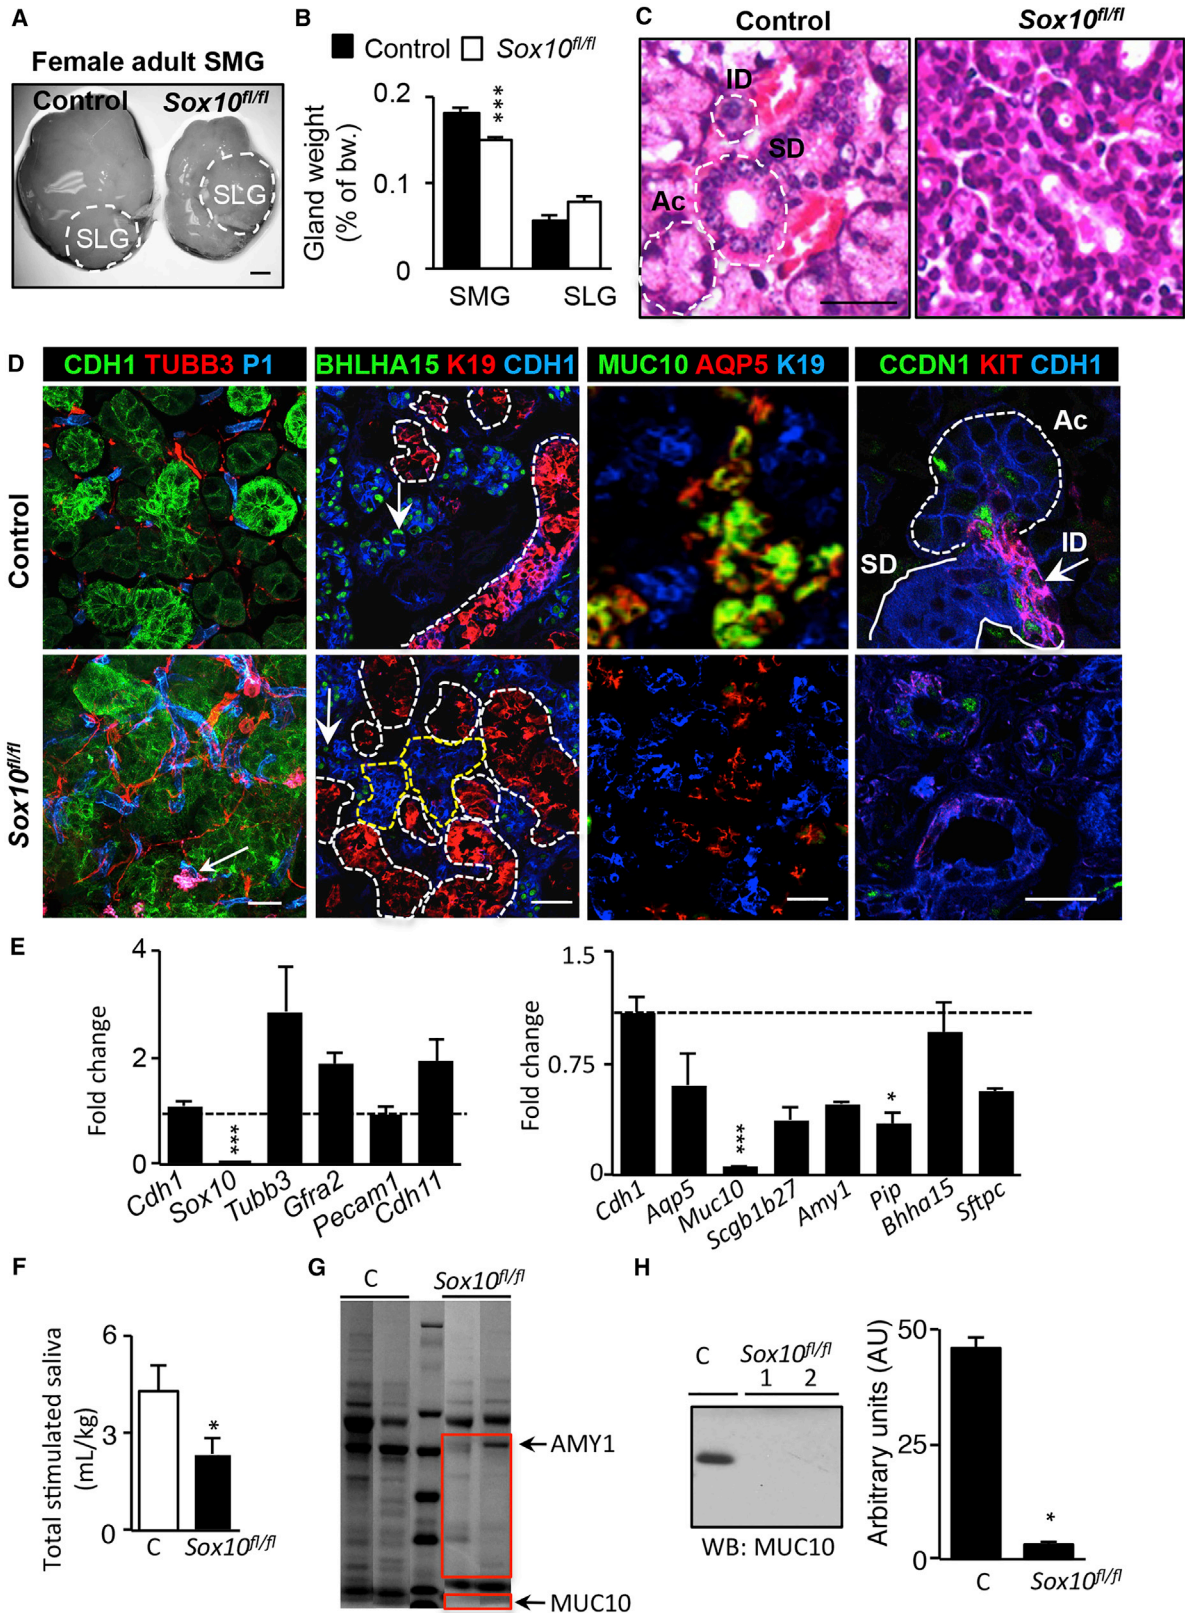 A
Female adult SMG
Control Sox10fl/fl
SLG
SLG
B
Control Sox10fl/fl
Gland weight
(% of bw.)
0.2
0.1
0
***
SMG SLG
C
Control Sox10fl/fl
ID
SD
Ac
D
CDH1 TUBB3 P1
BHLHA15 K19 CDH1
MUC10 AQP5 K19
CCDN1 KIT CDH1
Control
Ac
ID
SD
Sox10fl/fl
E
Fold change
4
2
0
***
Cdh1 Sox10 Tubb3 Gfra2 Pecam1 Cdh11
Fold change
1.5
0.75
0
***
*
Cdh1 Aqp5 Muc10 Scgb1b27 Amy1 Pip Bhha15 Sftpc
F
Total stimulated saliva
(mL/kg)
6
3
0
*
C Sox10fl/fl
G
C Sox10fl/fl
AMY1
MUC10
H
C Sox10fl/fl
1 2
WB: MUC10
Arbitrary units (AU)
50
25
0
*
C Sox10fl/fl